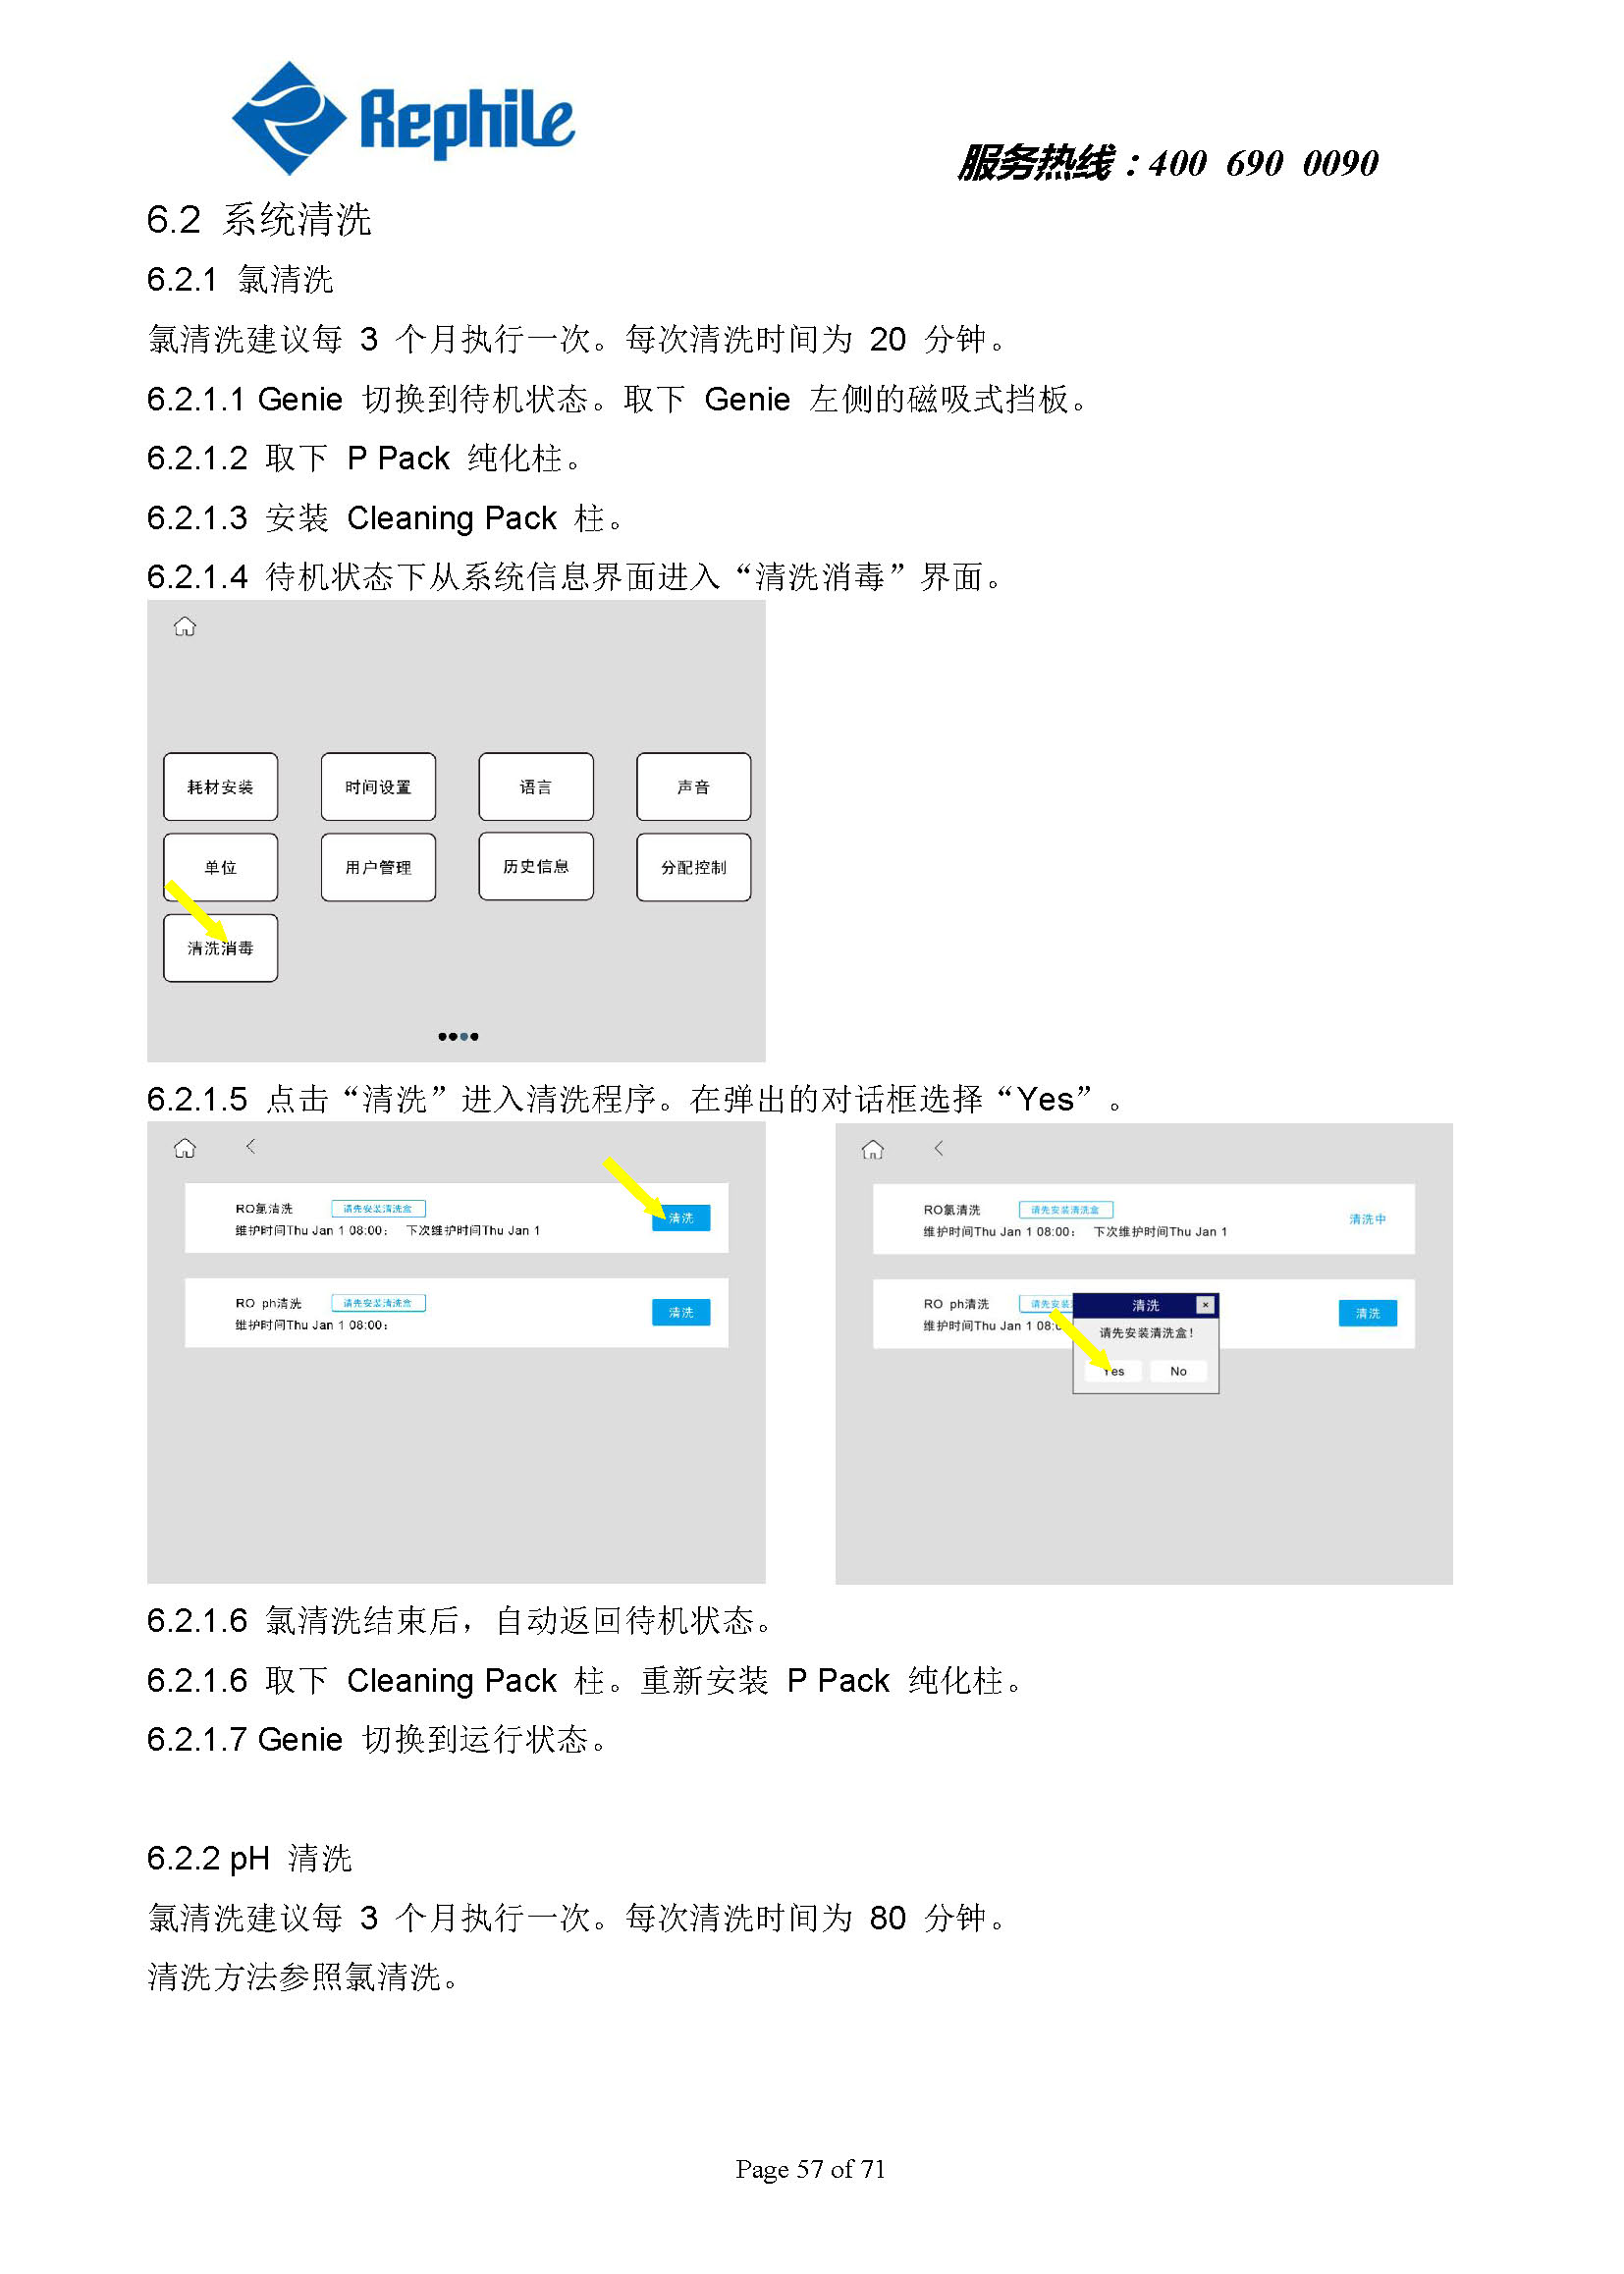 Rephile
服务热线：400 690 0090
6.2 系统清洗
6.2.1 氯清洗
氯清洗建议每 3 个月执行一次。每次清洗时间为 20 分钟。
6.2.1.1 Genie 切换到待机状态。取下 Genie 左侧的磁吸式挡板。
6.2.1.2 取下 P Pack 纯化柱。
6.2.1.3 安装 Cleaning Pack 柱。
6.2.1.4 待机状态下从系统信息界面进入“清洗消毒”界面。
耗材安装 时间设置 语言 声音
单位 用户管理 历史信息 分配控制
清洗消毒
6.2.1.5 点击“清洗”进入清洗程序。在弹出的对话框选择“Yes”。
RO氯清洗 请先安装清洗盒 清洗
维护时间Thu Jan 1 08:00: 下次维护时间Thu Jan 1
RO ph清洗 请先安装清洗盒 清洗
维护时间Thu Jan 1 08:00:
RO氯清洗 请先安装清洗盒 清洗中
维护时间Thu Jan 1 08:00: 下次维护时间Thu Jan 1
RO ph清洗 请先安装 清洗
维护时间Thu Jan 1 08:
清洗 ×
请先安装清洗盒！
Yes No
6.2.1.6 氯清洗结束后，自动返回待机状态。
6.2.1.6 取下 Cleaning Pack 柱。重新安装 P Pack 纯化柱。
6.2.1.7 Genie 切换到运行状态。
6.2.2 pH 清洗
氯清洗建议每 3 个月执行一次。每次清洗时间为 80 分钟。
清洗方法参照氯清洗。
Page 57 of 71